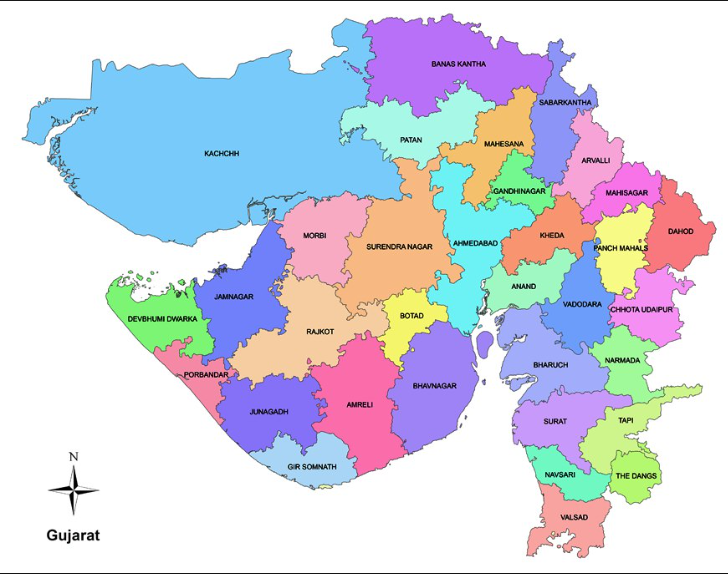 BANAS KANTHA
SABARKANTHA
PATAN
MAHESANA
KACHCHH
ARVALLI
GANDHINAGAR
MAHISAGAR
MORBI
SURENDRA NAGAR
AHMEDABAD
KHEDA
PANCH MAHALS
DAHOD
JAMNAGAR
ANAND
VADODARA
CHHOTA UDAIPUR
DEVBHUMI DWARKA
RAJKOT
BOTAD
BHARUCH
NARMADA
PORBANDAR
BHAVNAGAR
JUNAGADH
AMRELI
SURAT
TAPI
GIR SOMNATH
NAVSARI
THE DANGS
VALSAD
N
Gujarat